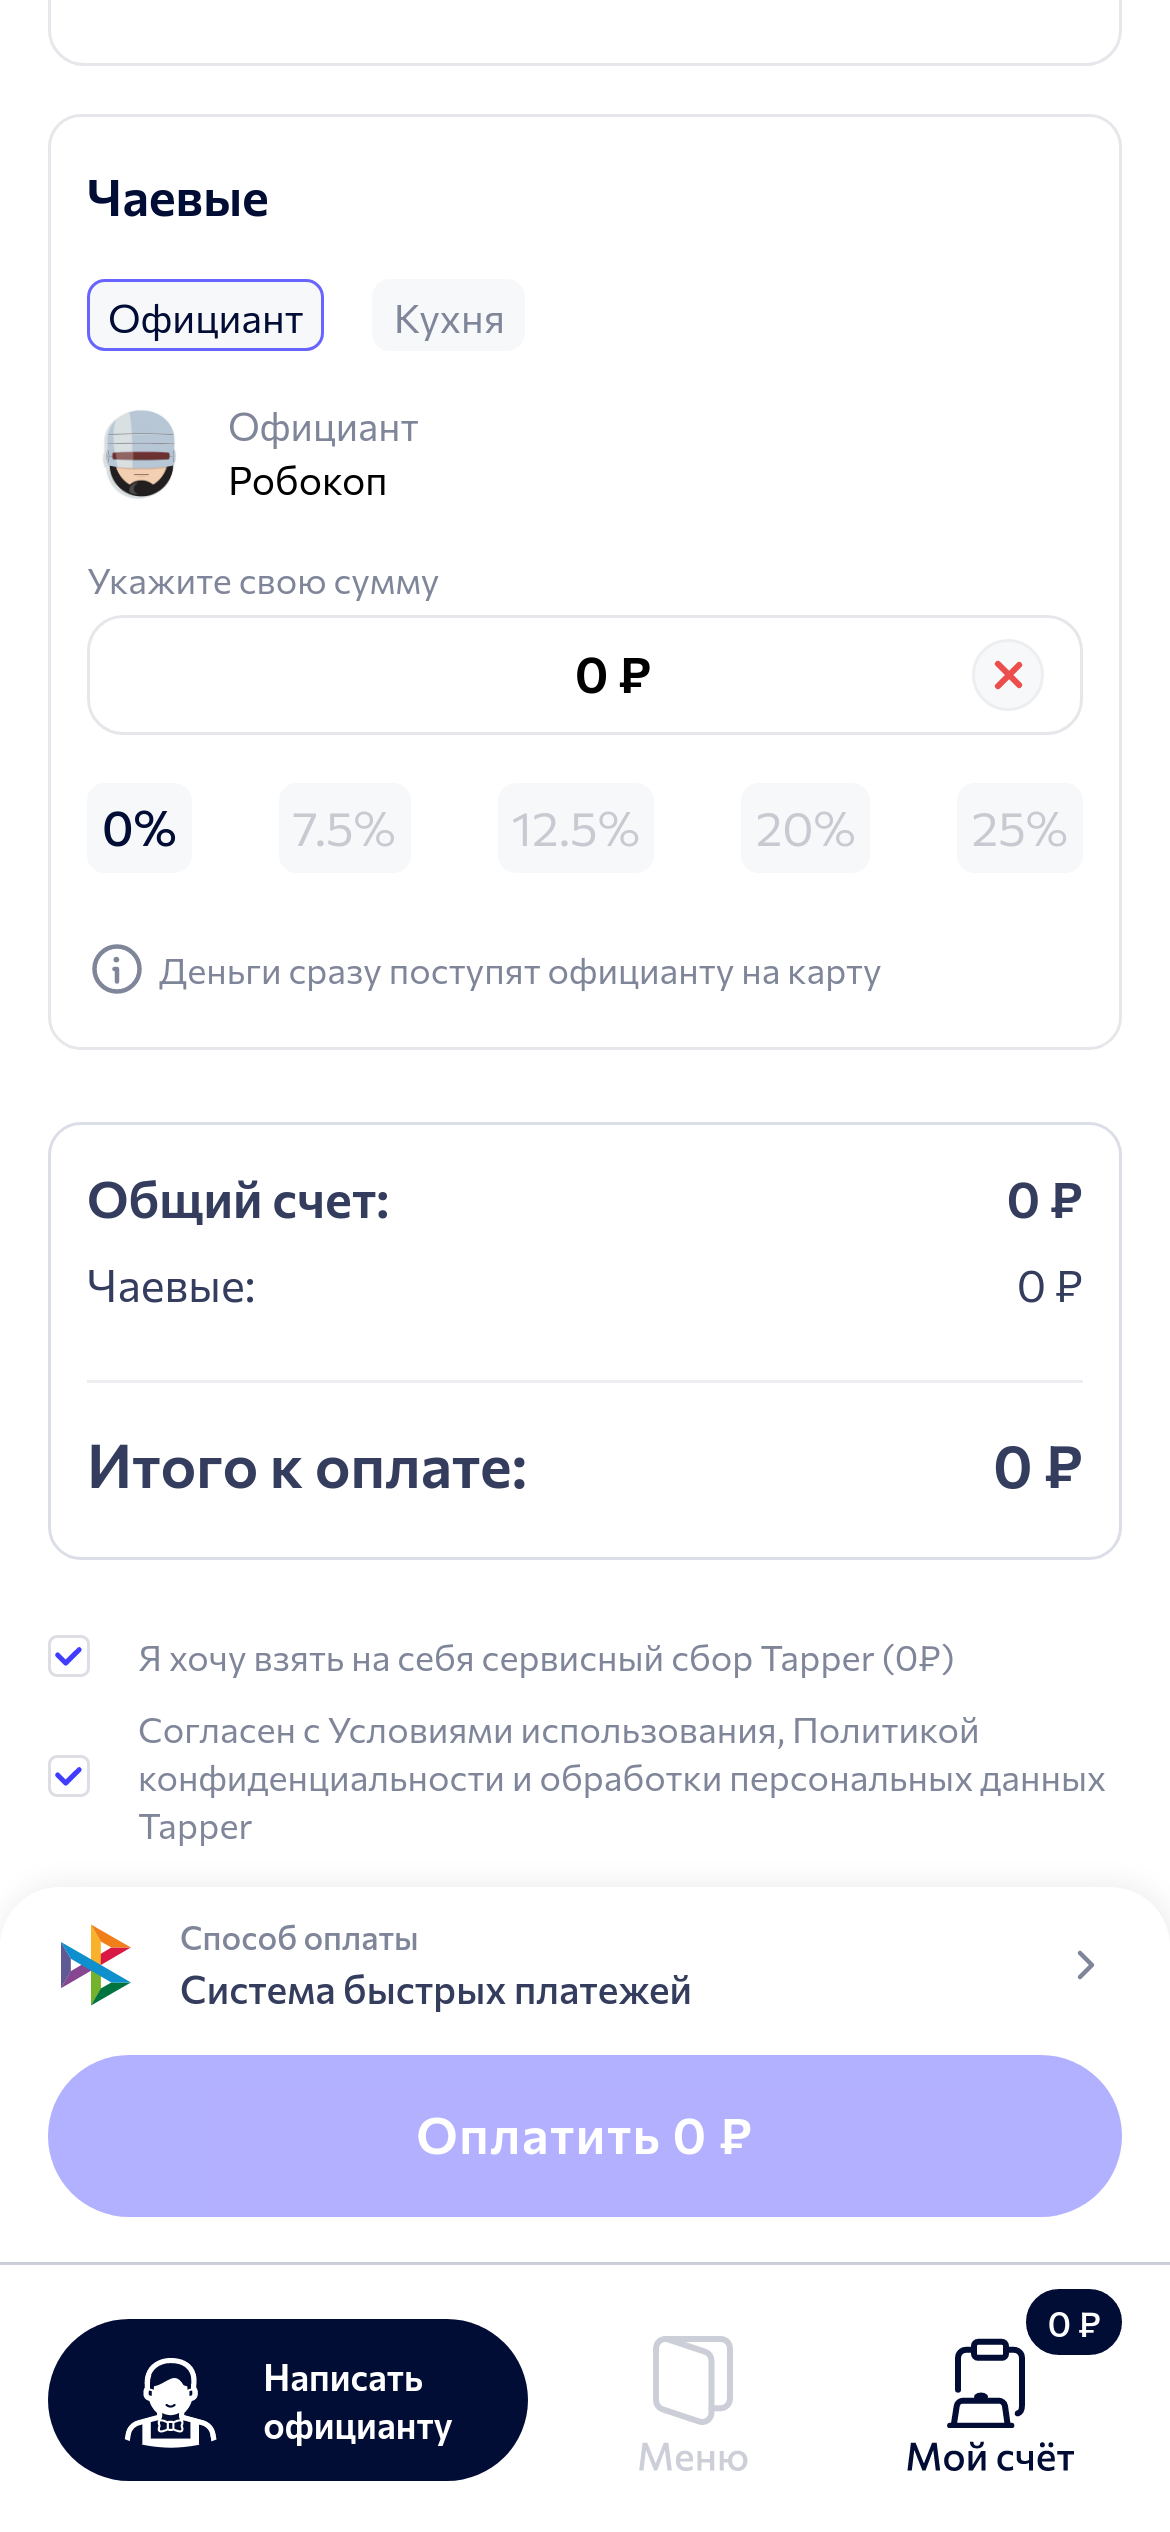 Чаевые
Официант
Кухня
Официант
Робокоп
Укажите свою сумму
0 ₽
0%
7.5%
12.5%
20%
25%
Деньги сразу поступят официанту на карту
Общий счет: 0 ₽
Чаевые: 0 ₽
Итого к оплате: 0 ₽
Я хочу взять на себя сервисный сбор Tapper (0₽)
Согласен с Условиями использования, Политикой
конфиденциальности и обработки персональных данных
Tapper
Способ оплаты
Система быстрых платежей
Оплатить 0 ₽
Написать
официанту
Меню
0 ₽
Мой счёт